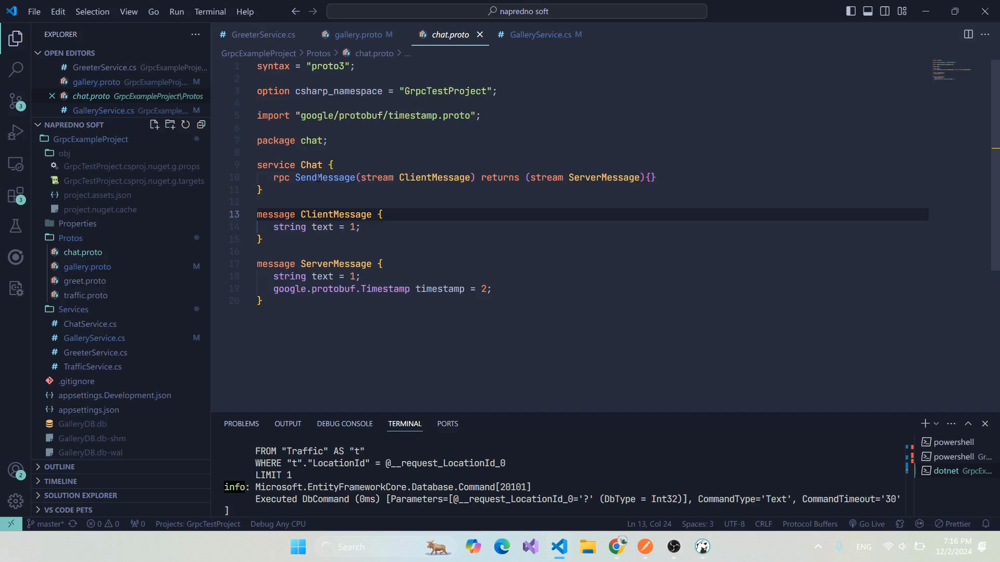 File Edit Selection View Go Run Terminal Help
napredno soft
EXPLORER
OPEN EDITORS
GreeterService.cs GrpcExampleProje...
gallery.proto GrpcExampleProj... M
chat.proto GrpcExampleProject\Protos
GalleryService.cs GrpcExample... M
NAPREDNO SOFT
GrpcExampleProject
obj
GrpcTestProject.csproj.nuget.g.props
GrpcTestProject.csproj.nuget.g.targets
project.assets.json
project.nuget.cache
Properties
Protos
chat.proto
gallery.proto M
greet.proto
traffic.proto
Services
ChatService.cs
GalleryService.cs M
GreeterService.cs
TrafficService.cs
.gitignore
appsettings.Development.json
appsettings.json
GalleryDB.db
GalleryDB.db-shm
GalleryDB.db-wal
OUTLINE
TIMELINE
SOLUTION EXPLORER
VS CODE PETS
3
3
2
GreeterService.cs gallery.proto M chat.proto GalleryService.cs M
GrpcExampleProject > Protos > chat.proto > ...
1 syntax = "proto3";
2
3 option csharp_namespace = "GrpcTestProject";
4
5 import "google/protobuf/timestamp.proto";
6
7 package chat;
8
9 service Chat {
10 rpc SendMessage(stream ClientMessage) returns (stream ServerMessage){}
11 }
12
13 message ClientMessage {
14 string text = 1;
15 }
16
17 message ServerMessage {
18 string text = 1;
19 google.protobuf.Timestamp timestamp = 2;
20 }
PROBLEMS OUTPUT DEBUG CONSOLE TERMINAL PORTS
FROM "Traffic" AS "t"
WHERE "t"."LocationId" = @__request_LocationId_0
LIMIT 1
info: Microsoft.EntityFrameworkCore.Database.Command[20101]
Executed DbCommand (0ms) [Parameters=[@__request_LocationId_0='?' (DbType = Int32)], CommandType='Text', CommandTimeout='30'
]
powershell
powershell Gr...
dotnet GrpcEx...
master* 0 0 0 Projects: GrpcTestProject Debug Any CPU
Ln 13, Col 24 Spaces: 3 UTF-8 CRLF Protocol Buffers Go Live Prettier
Search
ENG
7:16 PM
12/2/2024